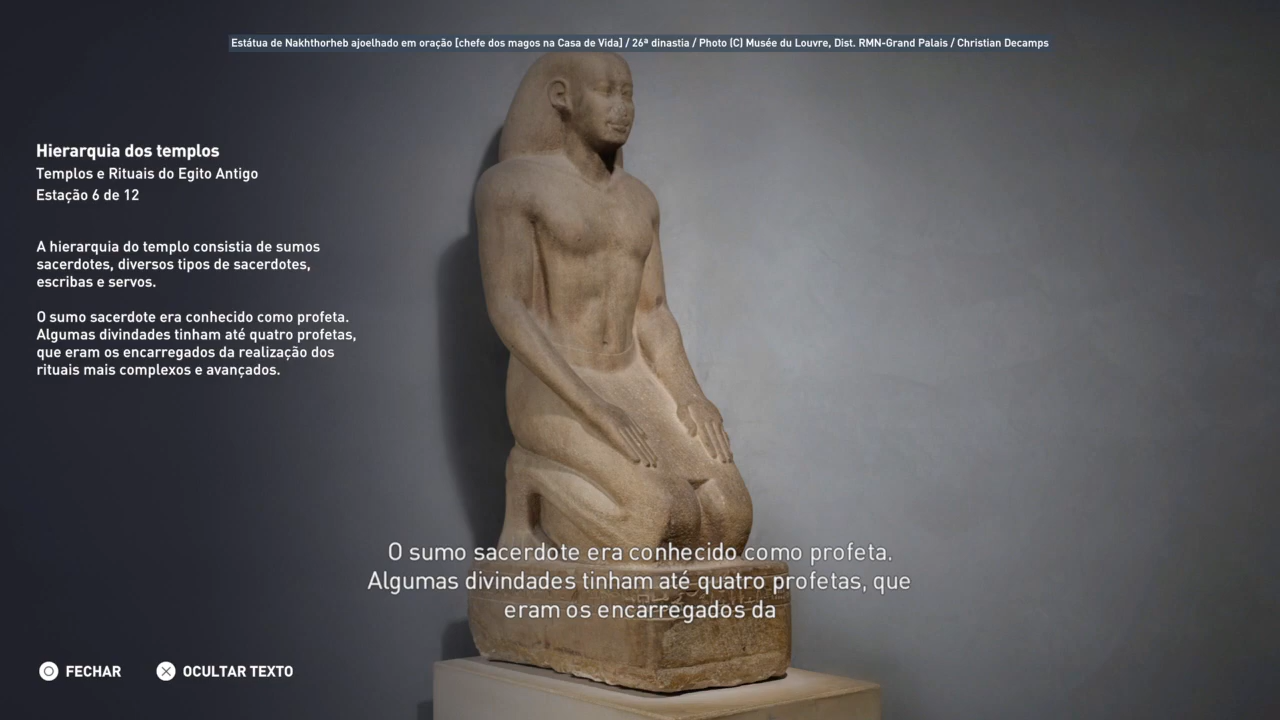 Estátua de Nakhthorheb ajoelhado em oração [chefe dos magos na Casa de Vida] / 26ª dinastia / Photo (C) Musée du Louvre, Dist. RMN-Grand Palais / Christian Decamps
Hierarquia dos templos
Templos e Rituais do Egito Antigo
Estação 6 de 12
A hierarquia do templo consistia de sumos
sacerdotes, diversos tipos de sacerdotes,
escribas e servos.
O sumo sacerdote era conhecido como profeta.
Algumas divindades tinham até quatro profetas,
que eram os encarregados da realização dos
rituais mais complexos e avançados.
O sumo sacerdote era conhecido como profeta.
Algumas divindades tinham até quatro profetas, que
eram os encarregados da
FECHAR
OCULTAR TEXTO